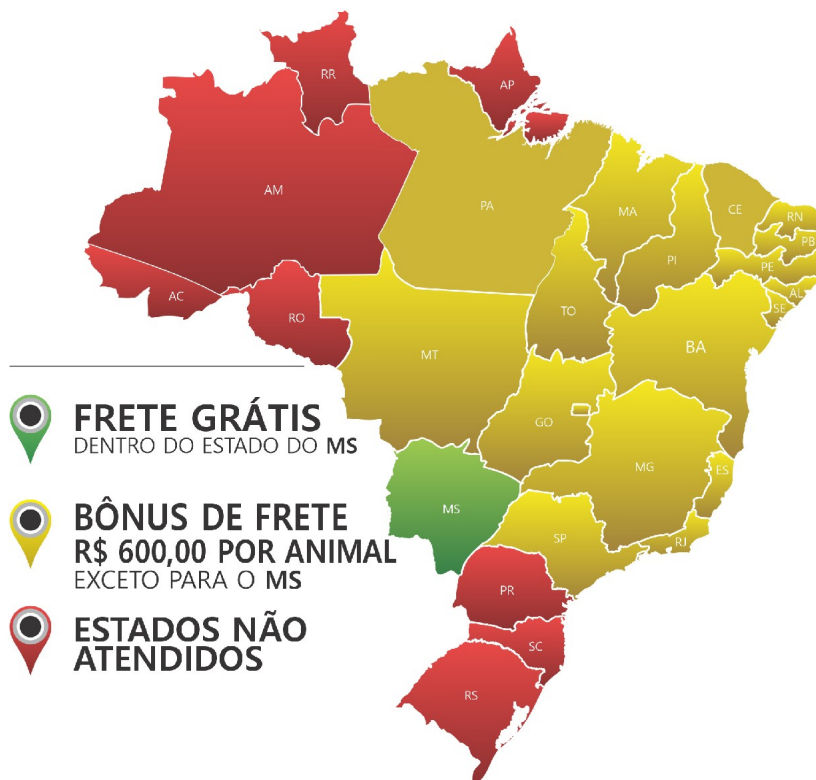 RR
AP
AM
PA
MA
CE
RN
PB
PI
PE
AL
SE
AC
RO
TO
BA
MT
GO
MG
ES
MS
SP
RJ
PR
SC
RS
FRETE GRÁTIS
DENTRO DO ESTADO DO MS
BÔNUS DE FRETE
R$ 600,00 POR ANIMAL
EXCETO PARA O MS
ESTADOS NÃO
ATENDIDOS